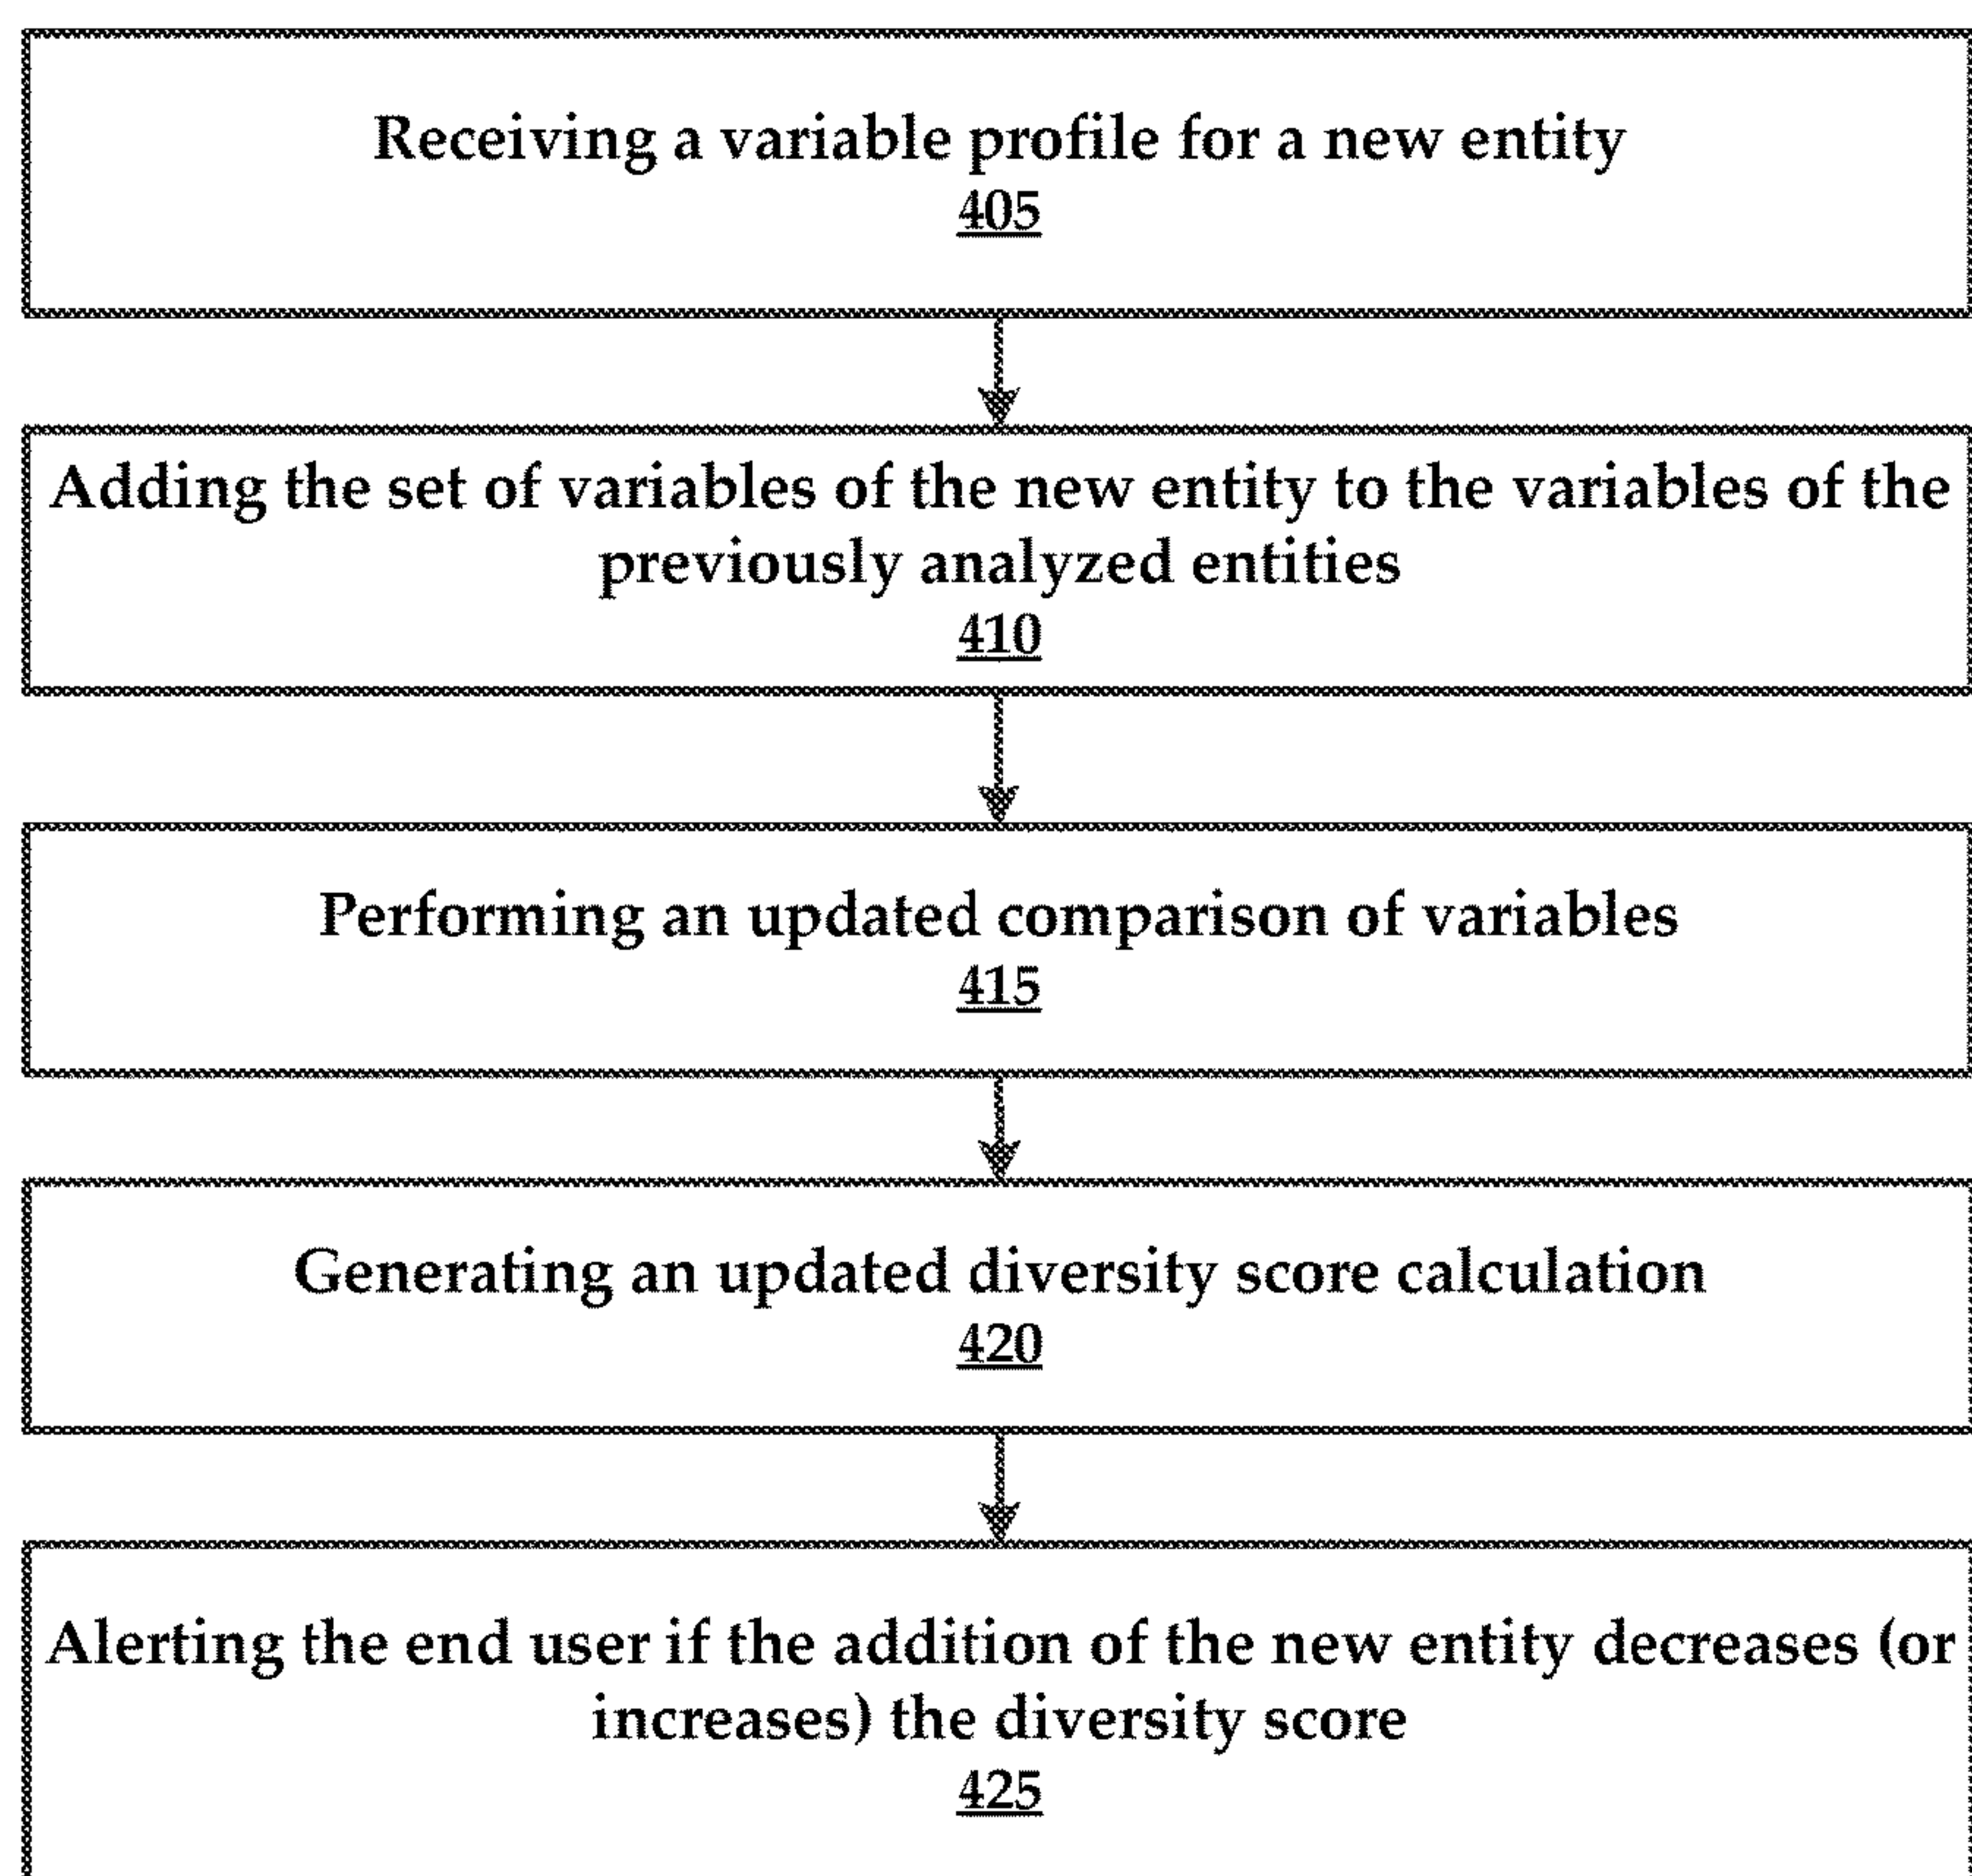 Receiving a variable profile for a new entity
405
Adding the set of variables of the new entity to the variables of the
previously analyzed entities
410
Performing an updated comparison of variables
415
Generating an updated diversity score calculation
420
Alerting the end user if the addition of the new entity decreases (or
increases) the diversity score
425